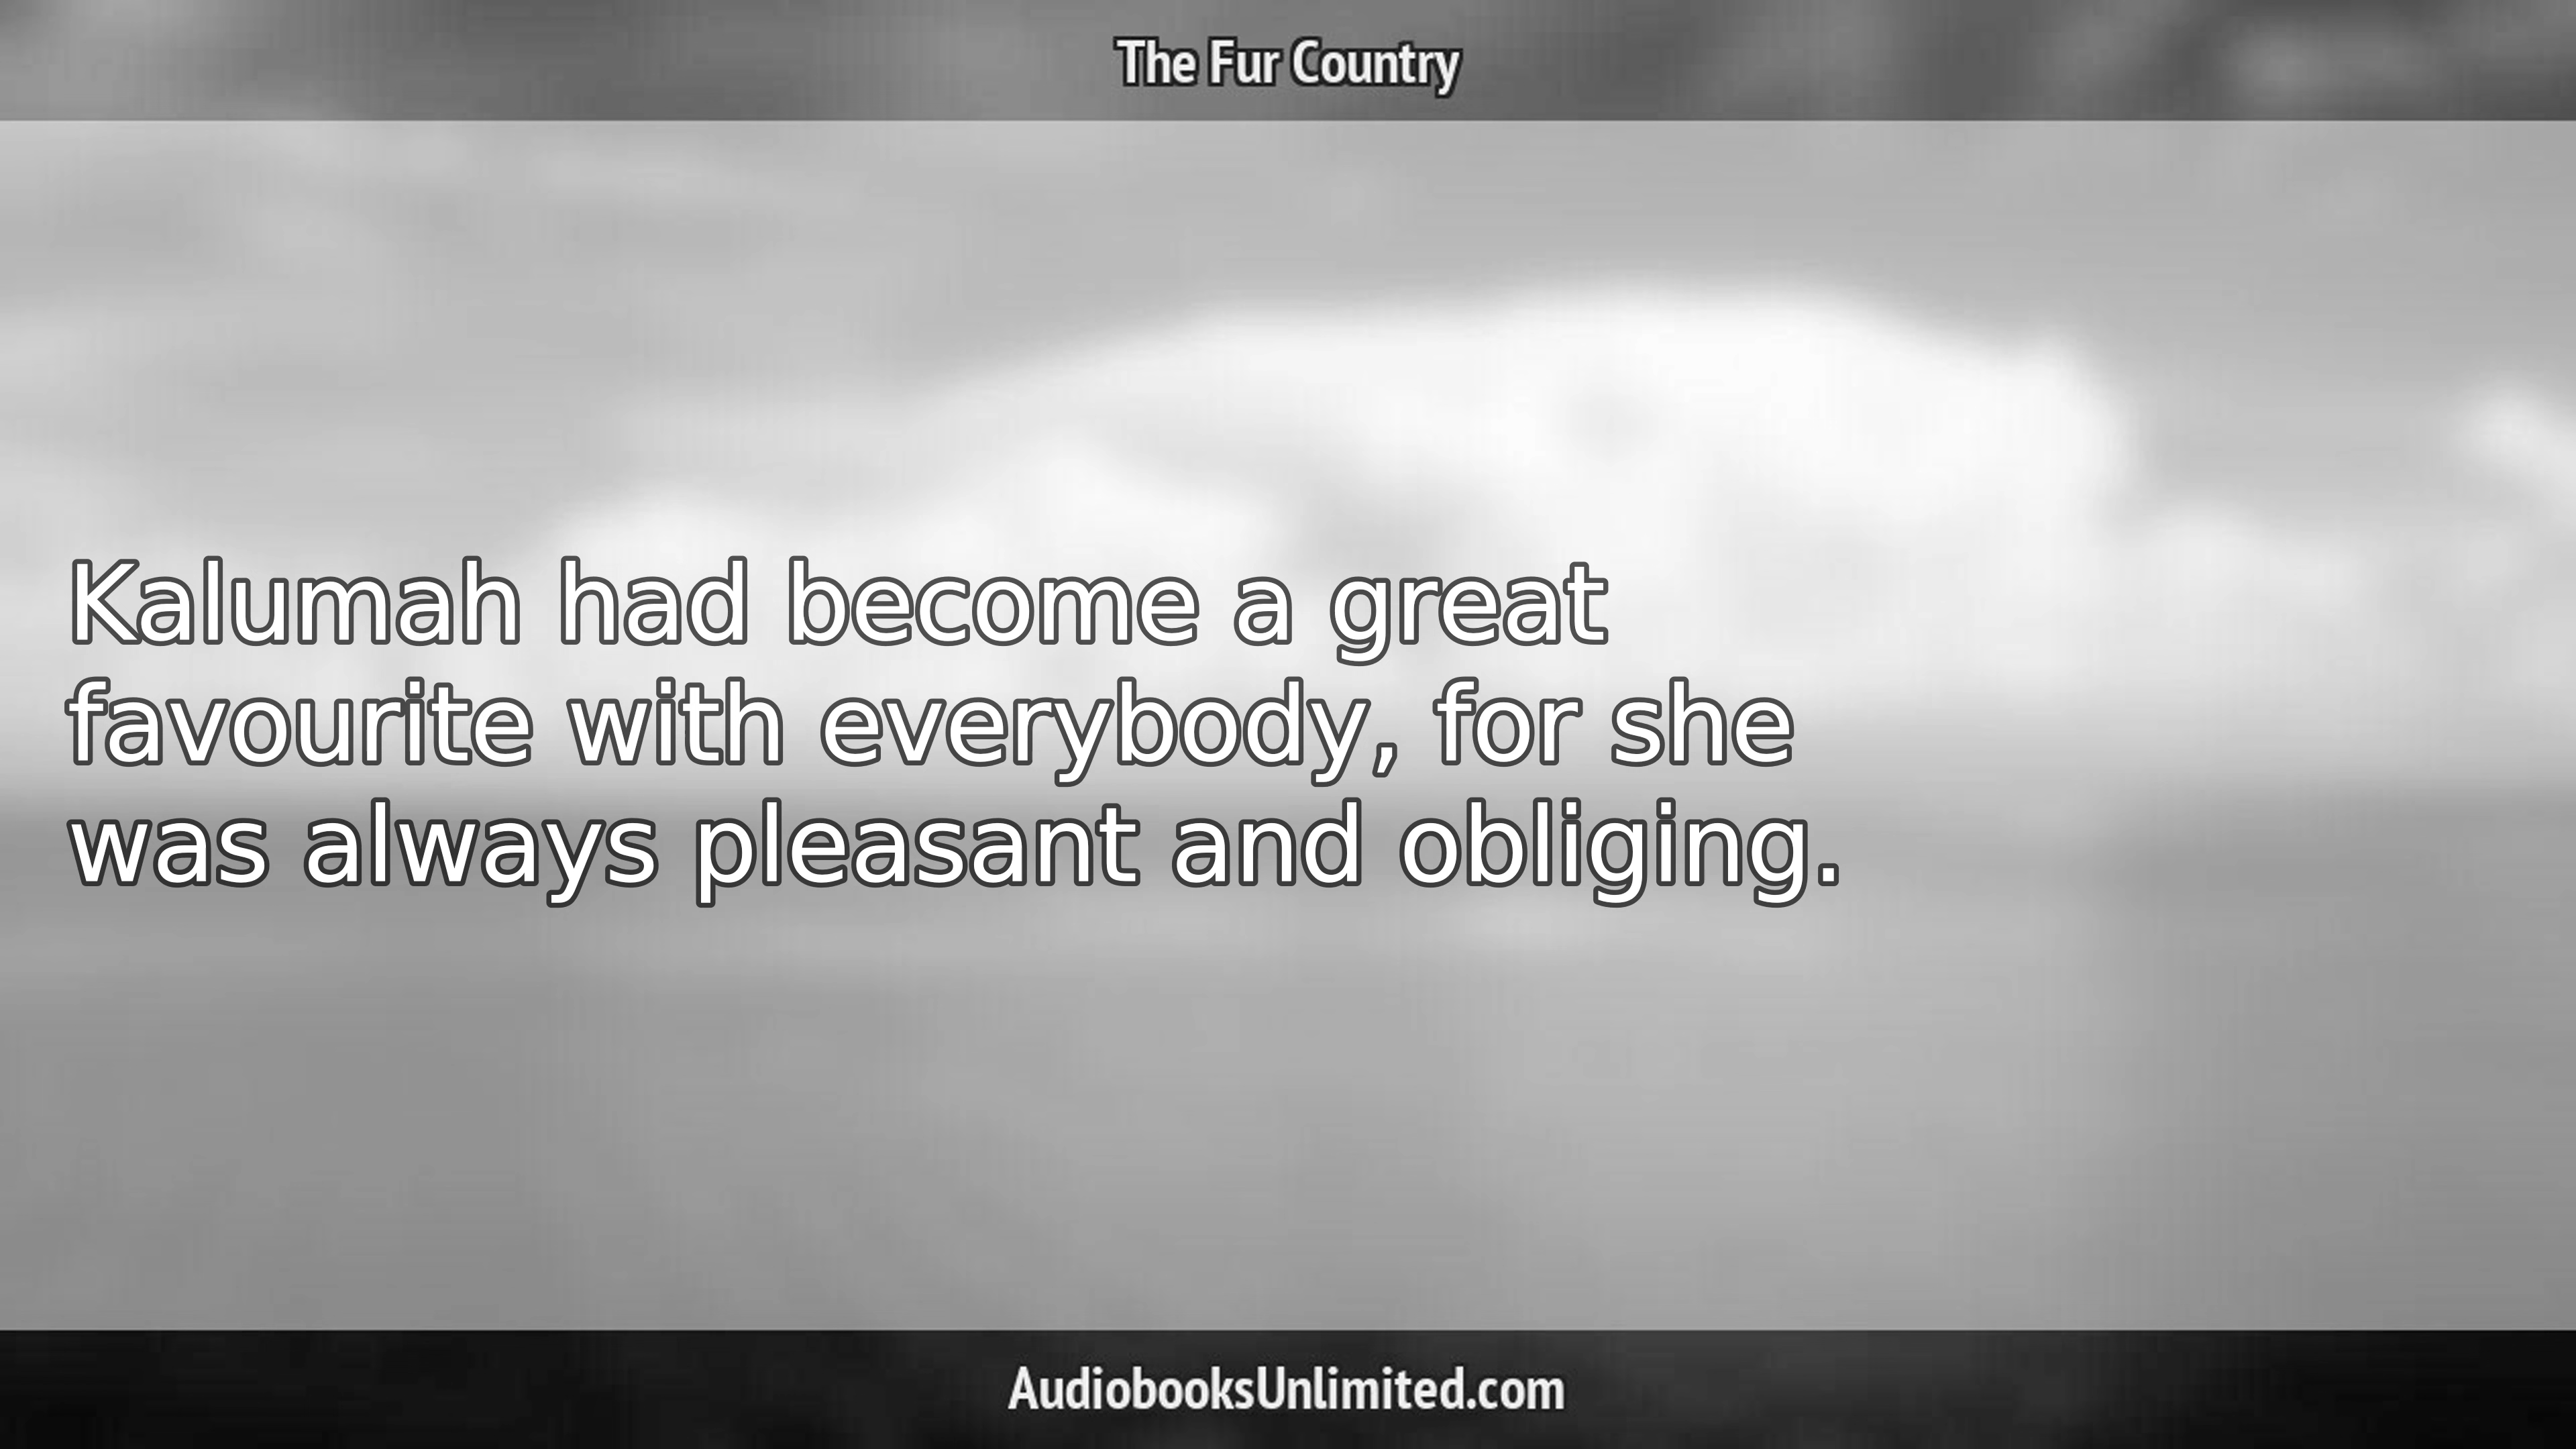 The Fur Country
Kalumah had become a great
favourite with everybody, for she
was always pleasant and obliging.
AudiobooksUnlimited.com